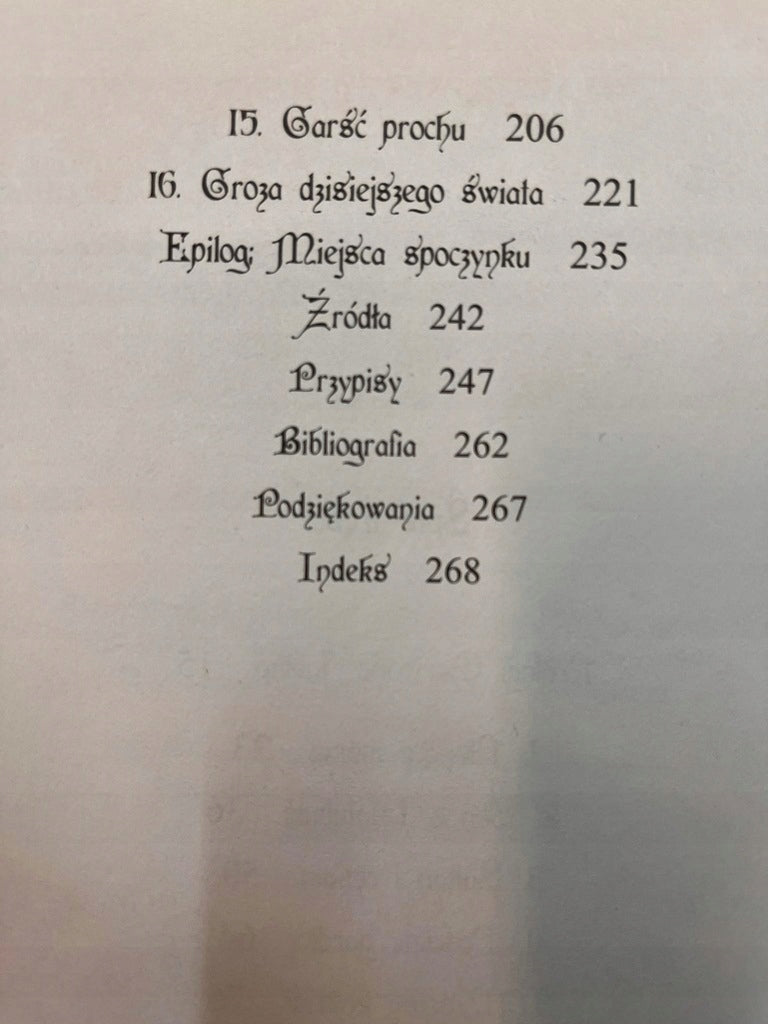 15. Garść prochu 206
16. Groza dzisiejszego świata 221
Epilog: Miejsca spoczynku 235
Źródła 242
Przypisy 247
Bibliografia 262
Podziękowania 267
Indeks 268